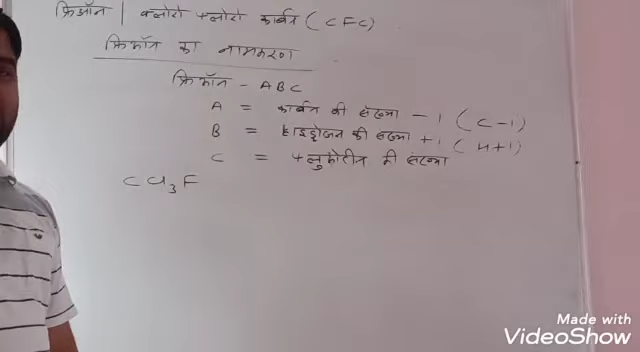 फ्रिऑन | क्लोरो फ्लोरो कार्बन (CFC)
फ्रिऑन का नामकरण
फ्रिऑन - ABC
A = कार्बन की संख्या - 1 (C-1)
B = हाइड्रोजन की संख्या + 1 (H+1)
C = फ्लुओरीन की संख्या
CCl3F
Made with
VideoShow